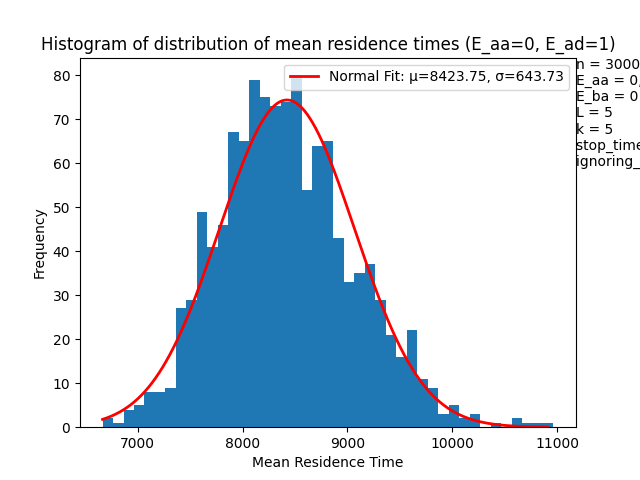 Histogram of distribution of mean residence times (E_aa=0, E_ad=1)
Normal Fit: μ=8423.75, σ=643.73
n = 3000
E_aa = 0,
E_ba = 0
L = 5
k = 5
stop_time
ignoring_
80
70
60
50
40
30
20
10
0
Frequency
7000 8000 9000 10000 11000
Mean Residence Time